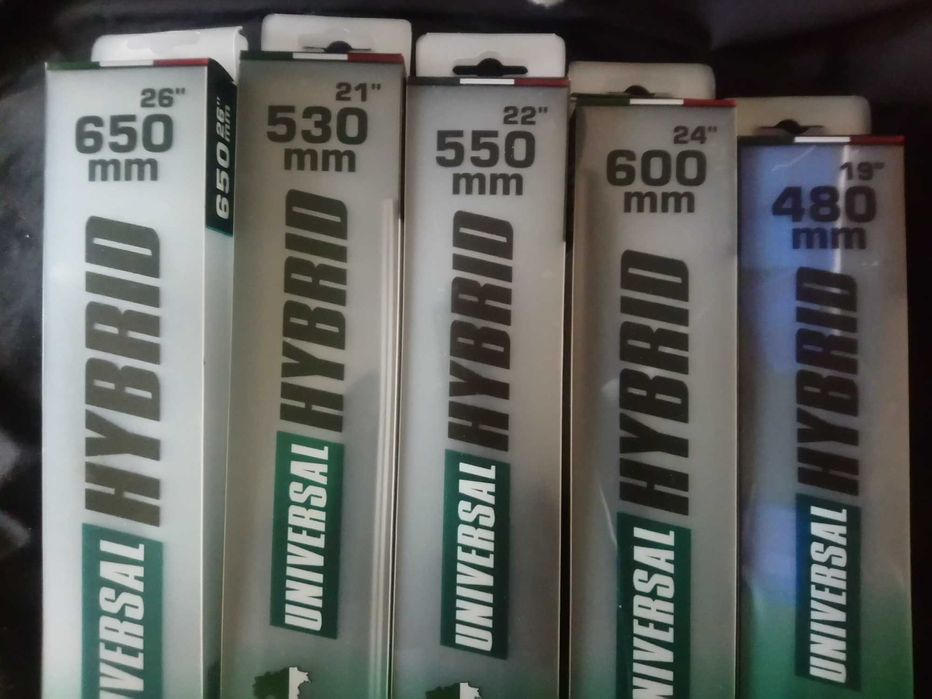 26"
650
mm
HYBRID
UNIVERSAL
650 26"
mm
21"
530
mm
HYBRID
UNIVERSAL
22"
550
mm
HYBRID
UNIVERSAL
24"
600
mm
HYBRID
UNIVERSAL
19"
480
mm
HYBRID
UNIVERSAL